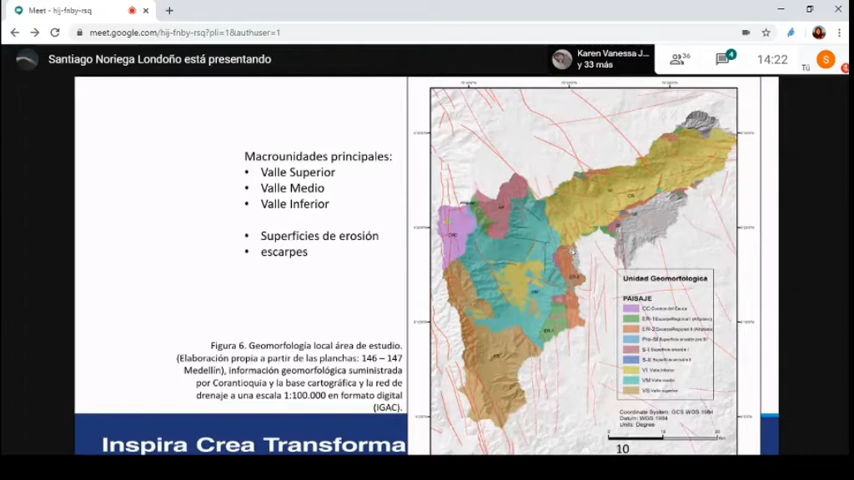 Meet - hij-fnby-rsq
meet.google.com/hij-fnby-rsq?pli=1&authuser=1
Santiago Noriega Londoño está presentando
Karen Vanessa J...
y 33 más
36
4
14:22
Tú
S
Macrounidades principales:
• Valle Superior
• Valle Medio
• Valle Inferior
• Superficies de erosión
• escarpes
Figura 6. Geomorfología local área de estudio.
(Elaboración propia a partir de las planchas: 146 – 147
Medellín), información geomorfológica suministrada
por Corantioquia y la base cartográfica y la red de
drenaje a una escala 1:100.000 en formato digital
(IGAC).
Inspira Crea Transforma
Unidad Geomorfologica
PAISAJE
VI Valle inferior
VM Valle medio
VS Valle superior
Coordinate System: GCS WGS 1984
Datum: WGS 1984
Units: Degree
10